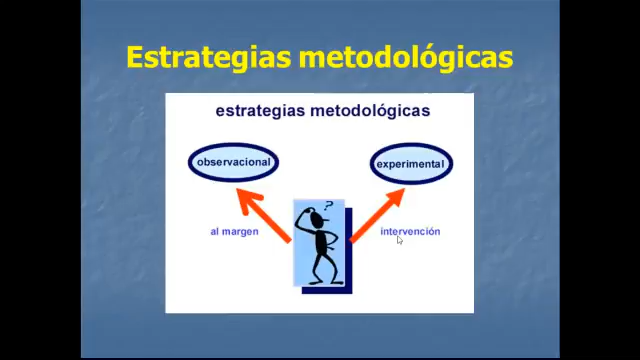 Estrategias metodológicas
estrategias metodológicas
observacional
experimental
?
al margen
intervención